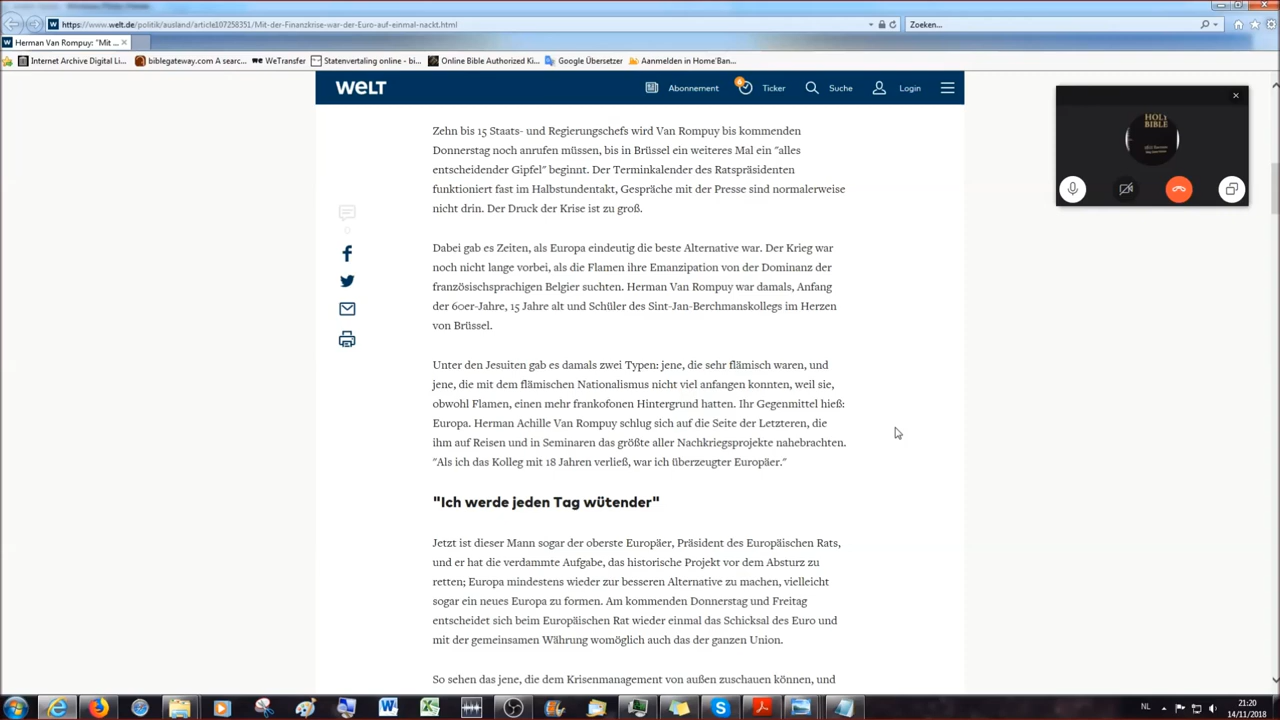 https://www.welt.de/politik/ausland/article107258351/Mit-der-Finanzkrise-war-der-Euro-auf-einmal-nackt.html
Zoeken...
Herman Van Rompuy: "Mit ...
Internet Archive Digital Li...
biblegateway.com A searc...
WeTransfer
Statenvertaling online - bi...
Online Bible Authorized Ki...
Google Übersetzer
Aanmelden in Home'Ban...
welt
Abonnement
6
Ticker
Suche
Login
HOLY
BIBLE
Zehn bis 15 Staats- und Regierungschefs wird Van Rompuy bis kommenden
Donnerstag noch anrufen müssen, bis in Brüssel ein weiteres Mal ein "alles
entscheidender Gipfel" beginnt. Der Terminkalender des Ratspräsidenten
funktioniert fast im Halbstundentakt, Gespräche mit der Presse sind normalerweise
nicht drin. Der Druck der Krise ist zu groß.
0
Dabei gab es Zeiten, als Europa eindeutig die beste Alternative war. Der Krieg war
noch nicht lange vorbei, als die Flamen ihre Emanzipation von der Dominanz der
französischsprachigen Belgier suchten. Herman Van Rompuy war damals, Anfang
der 60er-Jahre, 15 Jahre alt und Schüler des Sint-Jan-Berchmanskollegs im Herzen
von Brüssel.
Unter den Jesuiten gab es damals zwei Typen: jene, die sehr flämisch waren, und
jene, die mit dem flämischen Nationalismus nicht viel anfangen konnten, weil sie,
obwohl Flamen, einen mehr frankofonen Hintergrund hatten. Ihr Gegenmittel hieß:
Europa. Herman Achille Van Rompuy schlug sich auf die Seite der Letzteren, die
ihm auf Reisen und in Seminaren das größte aller Nachkriegsprojekte nahebrachten.
"Als ich das Kolleg mit 18 Jahren verließ, war ich überzeugter Europäer."
"Ich werde jeden Tag wütender"
Jetzt ist dieser Mann sogar der oberste Europäer, Präsident des Europäischen Rats,
und er hat die verdammte Aufgabe, das historische Projekt vor dem Absturz zu
retten; Europa mindestens wieder zur besseren Alternative zu machen, vielleicht
sogar ein neues Europa zu formen. Am kommenden Donnerstag und Freitag
entscheidet sich beim Europäischen Rat wieder einmal das Schicksal des Euro und
mit der gemeinsamen Währung womöglich auch das der ganzen Union.
So sehen das jene, die dem Krisenmanagement von außen zuschauen können, und
NL
21:20
14/11/2018